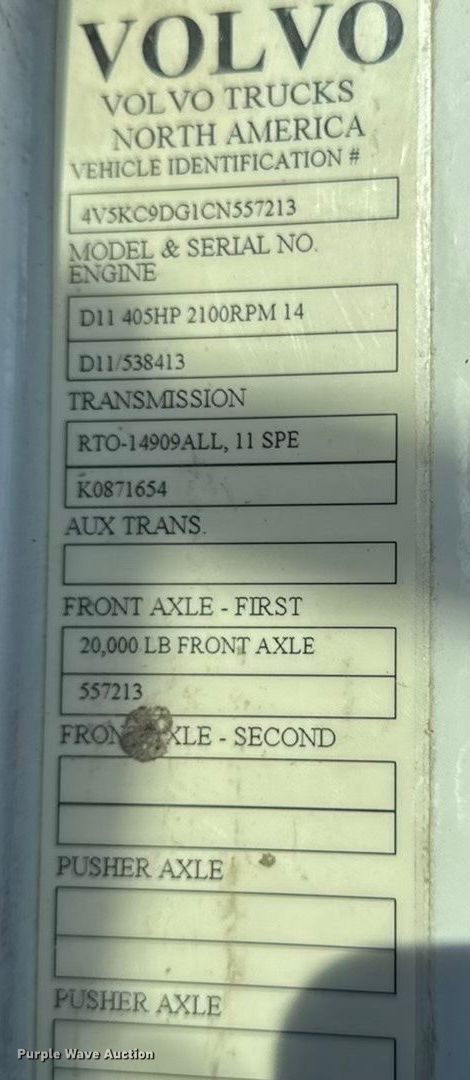 VOLVO
VOLVO TRUCKS
NORTH AMERICA
VEHICLE IDENTIFICATION #
4V5KC9DG1CN557213
MODEL & SERIAL NO.
ENGINE
D11 405HP 2100RPM 14
D11/538413
TRANSMISSION
RTO-14909ALL, 11 SPE
K0871654
AUX TRANS.
FRONT AXLE - FIRST
20,000 LB FRONT AXLE
557213
FRONT AXLE - SECOND
PUSHER AXLE
PUSHER AXLE
Purple Wave Auction